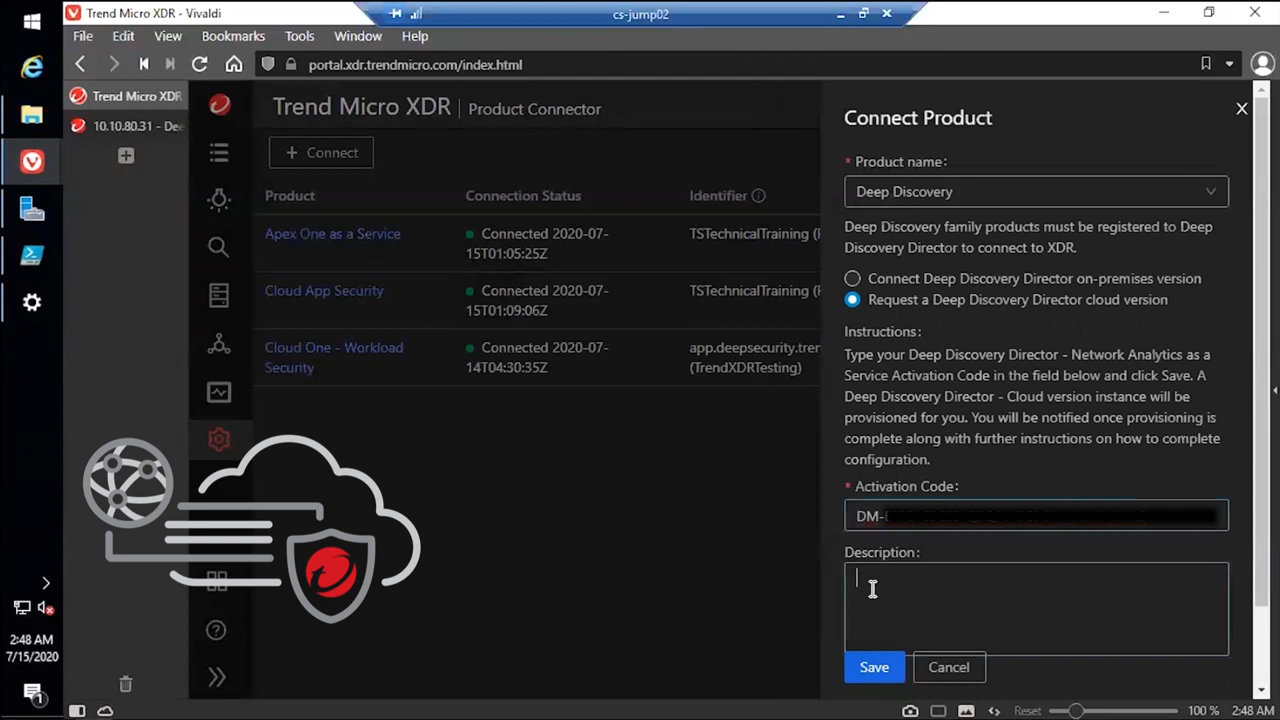 Trend Micro XDR - Vivaldi
cs-jump02
File Edit View Bookmarks Tools Window Help
portal.xdr.trendmicro.com/index.html
Trend Micro XDR
10.10.80.31 - De
Trend Micro XDR | Product Connector
+ Connect
Product Connection Status Identifier
Apex One as a Service
Connected 2020-07-
15T01:05:25Z
TSTechnicalTraining (
Cloud App Security
Connected 2020-07-
15T01:09:06Z
TSTechnicalTraining (
Cloud One - Workload
Security
Connected 2020-07-
14T04:30:35Z
app.deepsecurity.tren
(TrendXDRTesting)
Connect Product
* Product name:
Deep Discovery
Deep Discovery family products must be registered to Deep
Discovery Director to connect to XDR.
Connect Deep Discovery Director on-premises version
Request a Deep Discovery Director cloud version
Instructions:
Type your Deep Discovery Director - Network Analytics as a
Service Activation Code in the field below and click Save. A
Deep Discovery Director - Cloud version instance will be
provisioned for you. You will be notified once provisioning is
complete along with further instructions on how to complete
configuration.
* Activation Code:
DM-
Description:
Save Cancel
2:48 AM
7/15/2020
1
Reset 100 % 2:48 AM